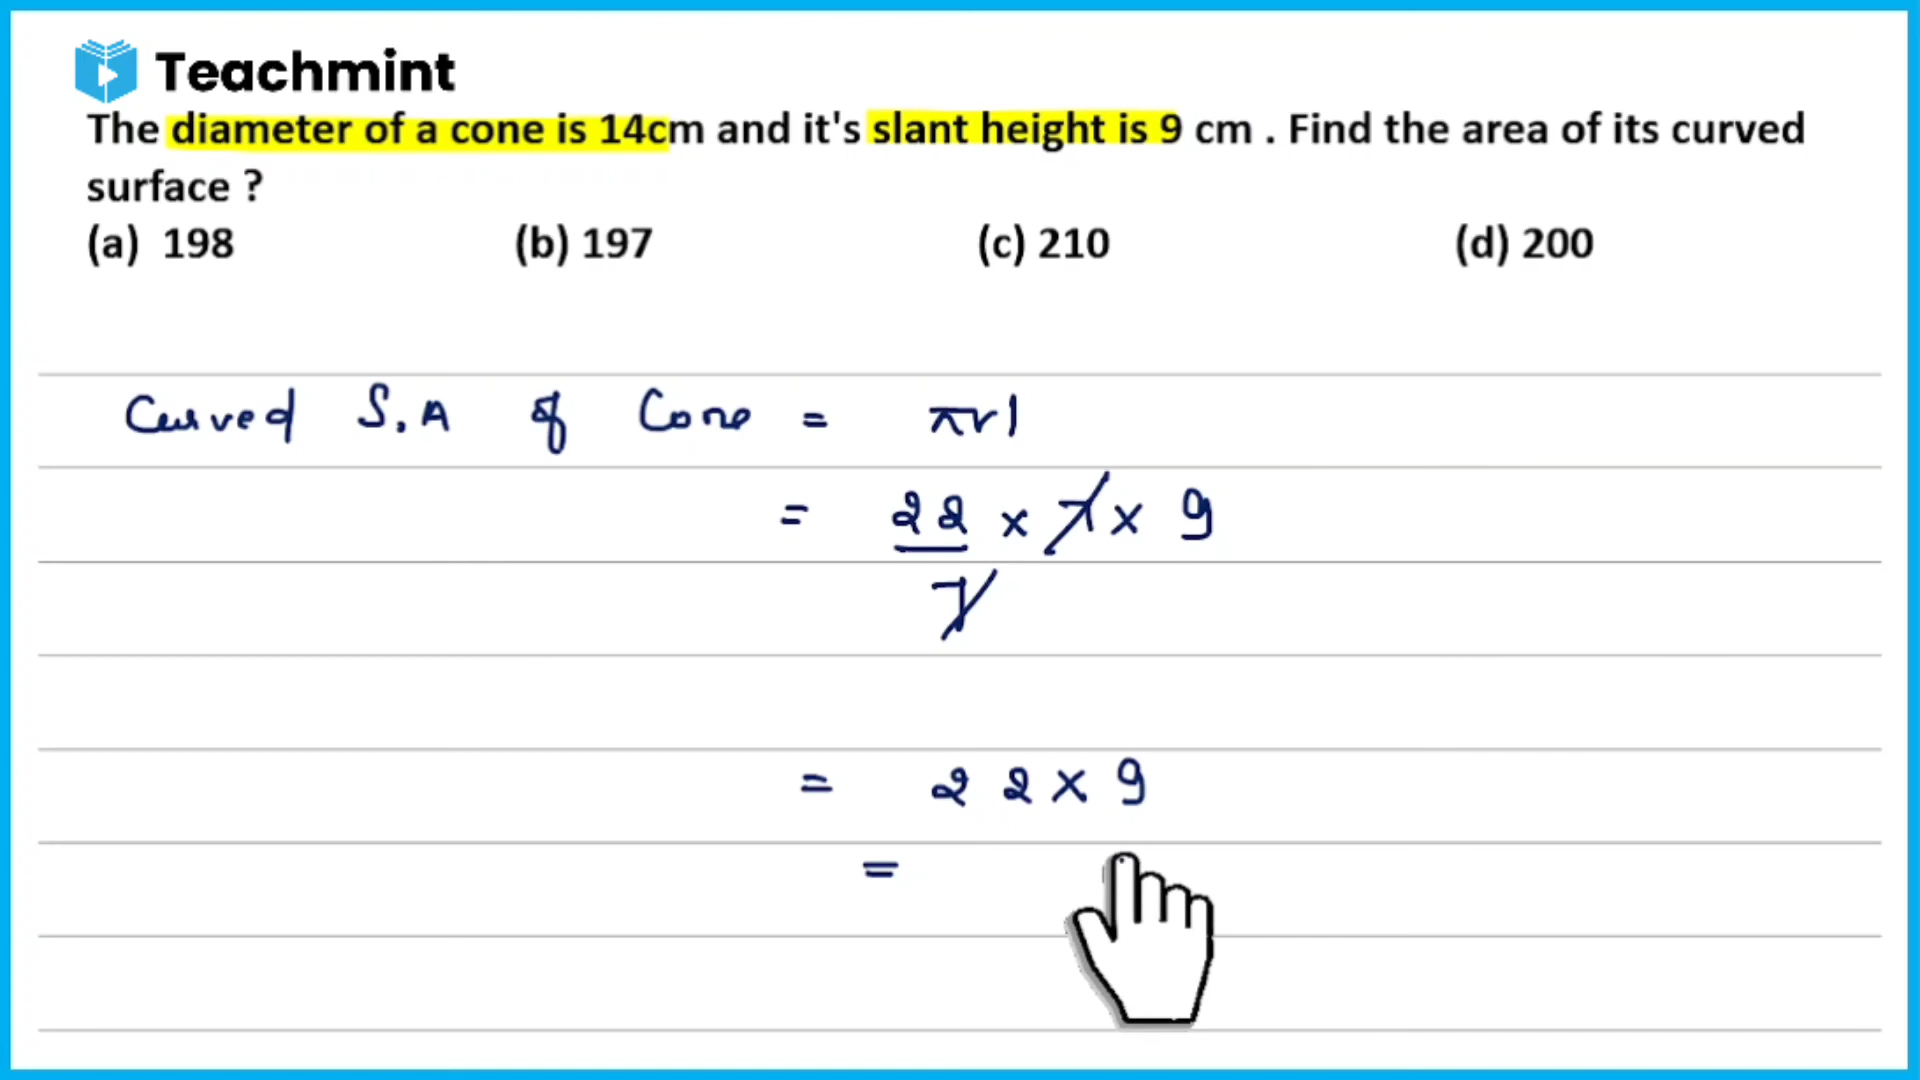 Teachmint
The diameter of a cone is 14cm and it's slant height is 9 cm . Find the area of its curved
surface ?
(a) 198 (b) 197 (c) 210 (d) 200
Curved S.A of Cone = πrl
= 22 × 7 × 9
7
= 22 × 9
=